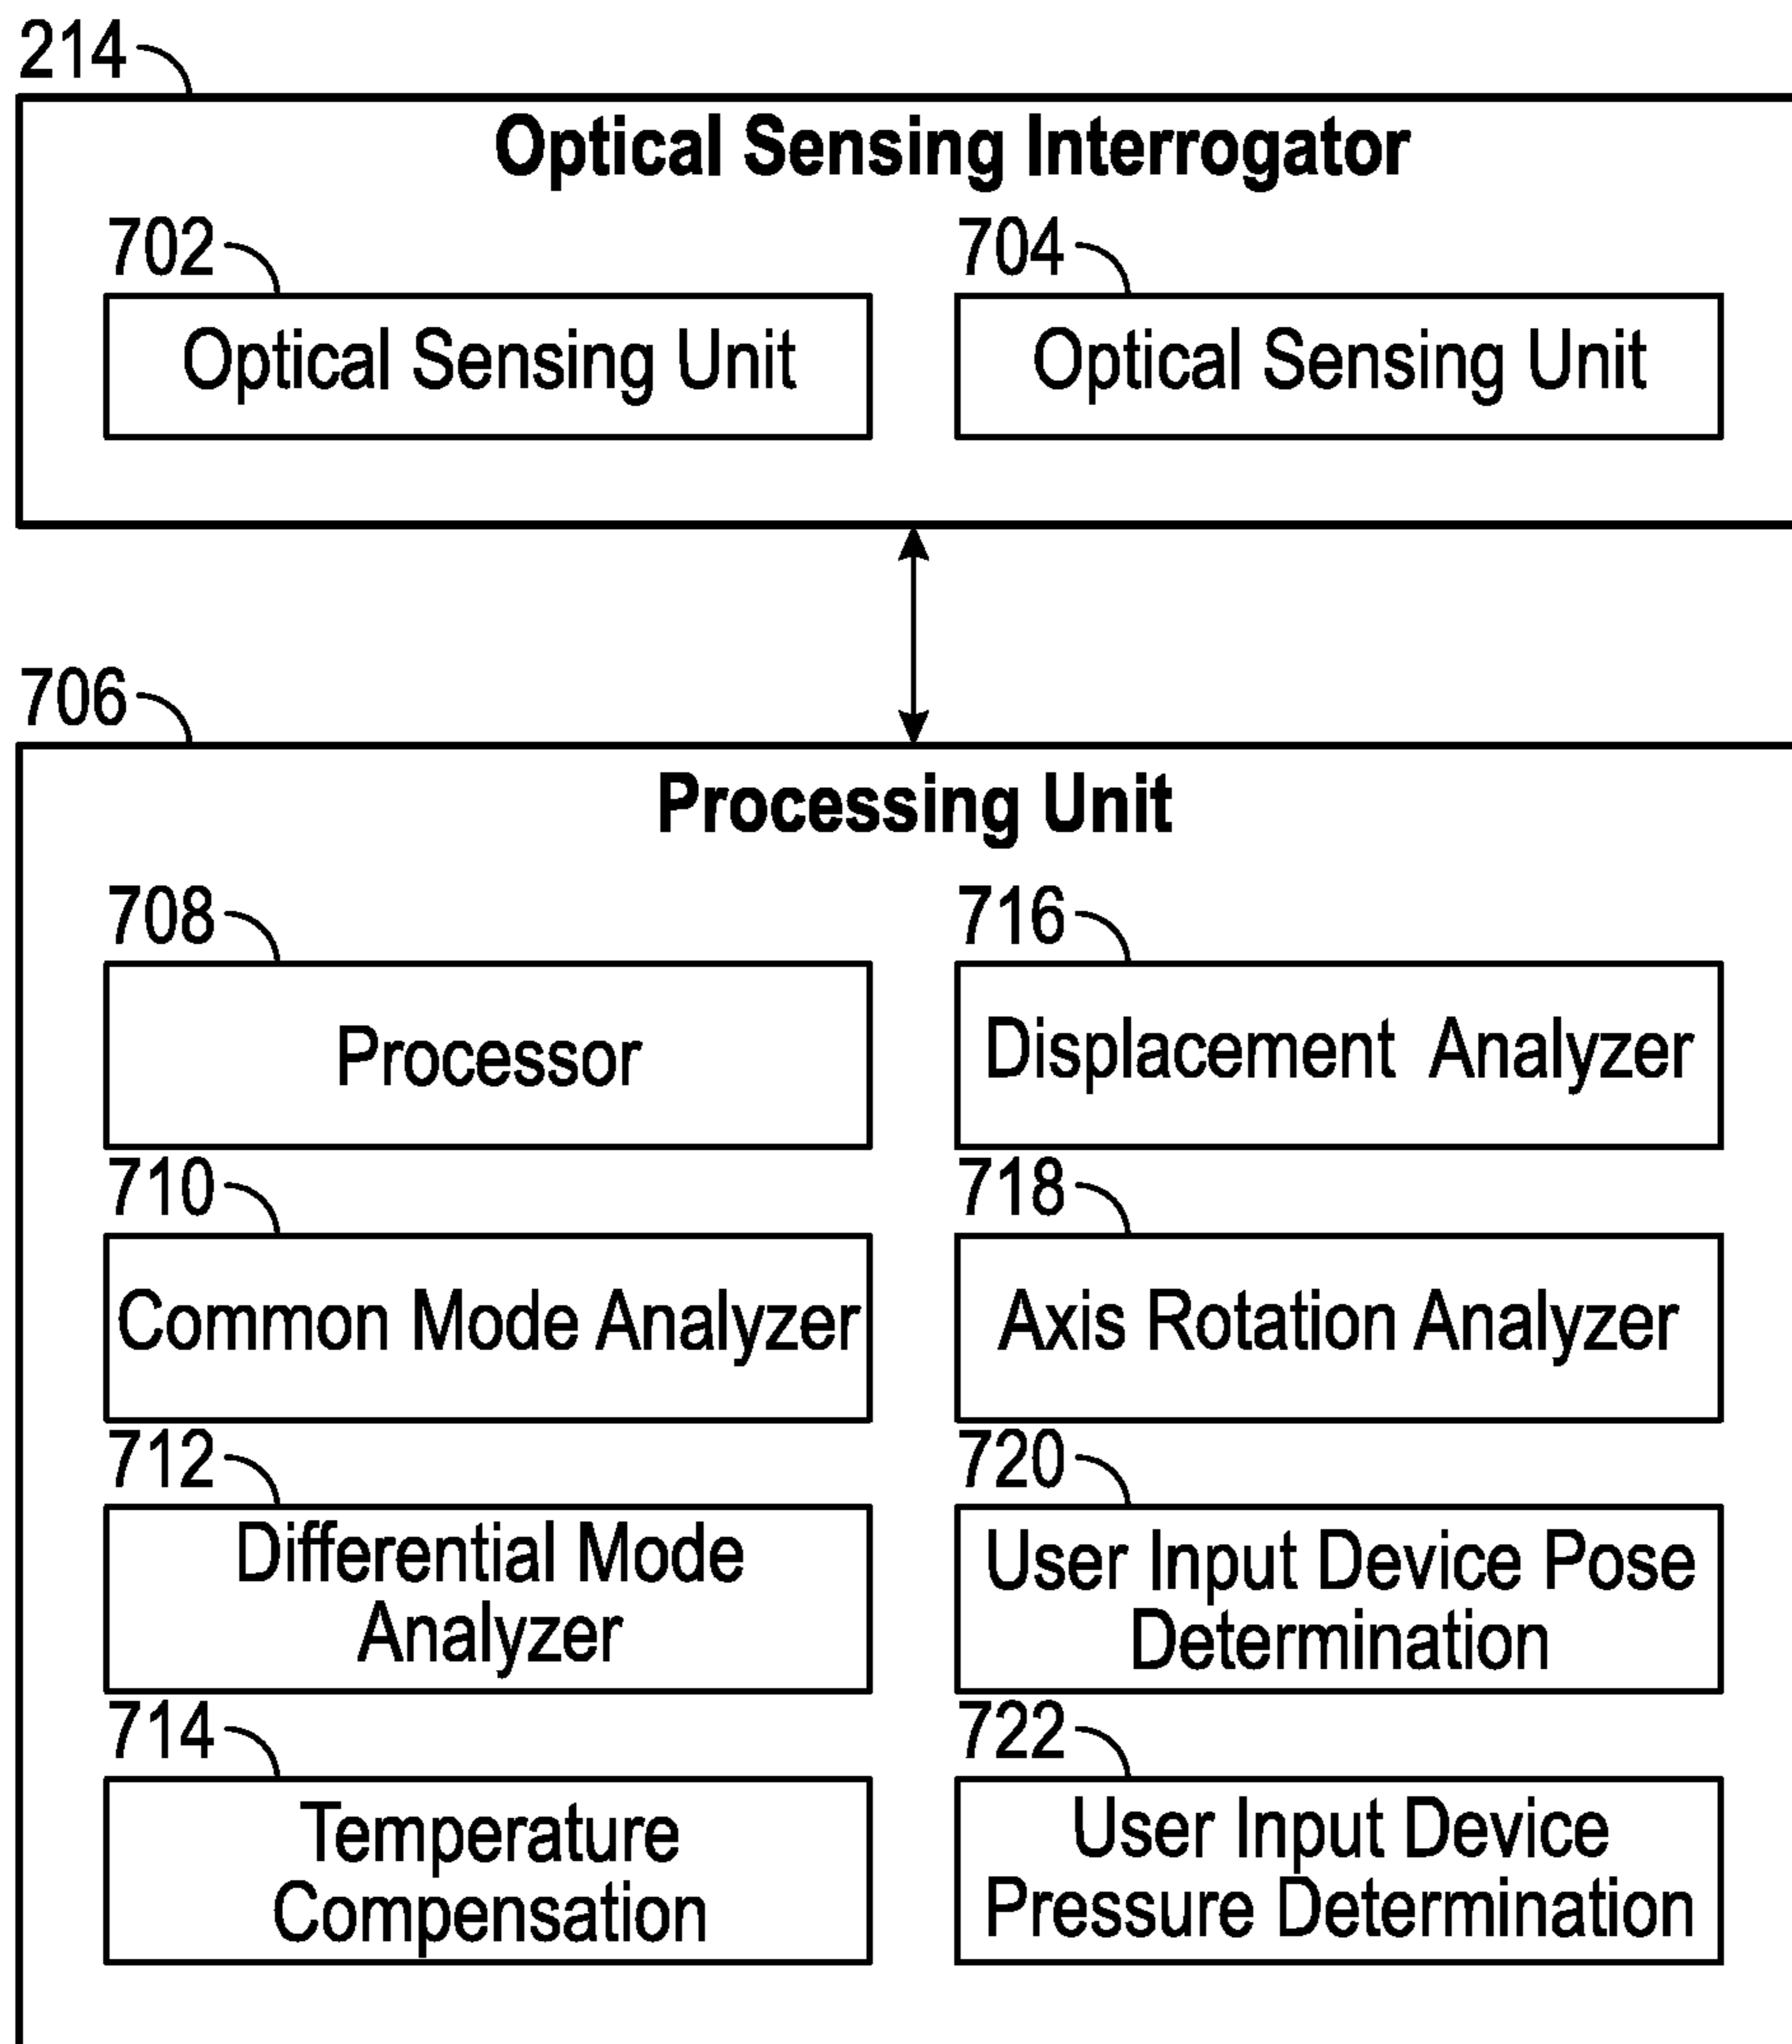 214
Optical Sensing Interrogator
702
704
Optical Sensing Unit
Optical Sensing Unit
706
Processing Unit
708
716
Processor
Displacement Analyzer
710
718
Common Mode Analyzer
Axis Rotation Analyzer
712
720
Differential Mode
Analyzer
User Input Device Pose
Determination
714
722
Temperature
Compensation
User Input Device
Pressure Determination